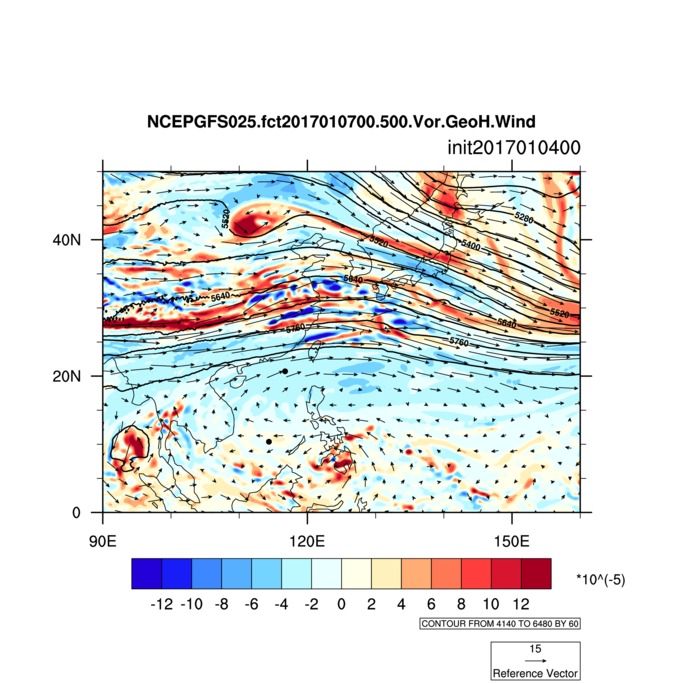 NCEPGFS025.fct2017010700.500.Vor.GeoH.Wind
init2017010400
5520
5280
5520
5400
5640
5640
5520
5640
5760
5760
40N
20N
0
90E 120E 150E
-12 -10 -8 -6 -4 -2 0 2 4 6 8 10 12
*10^(-5)
CONTOUR FROM 4140 TO 6480 BY 60
15
Reference Vector